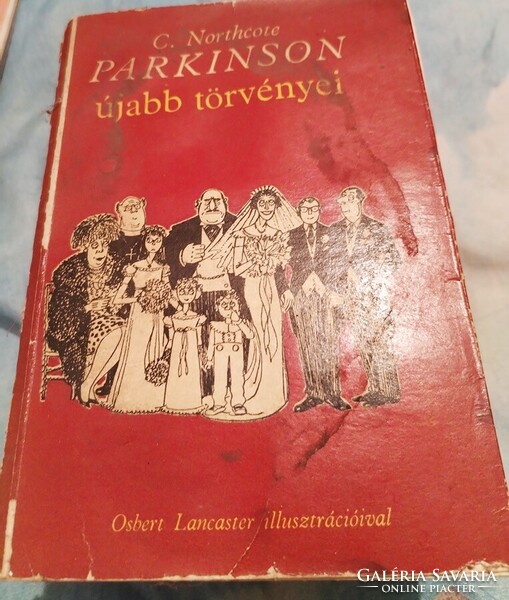 C. Northcote
PARKINSON
újabb törvényei
Osbert Lancaster illusztrációival
GALÉRIA SAVARIA
ONLINE PIACTÉR